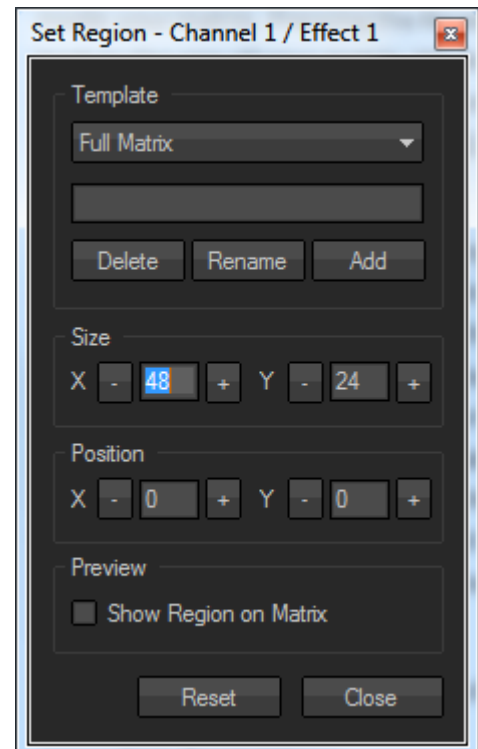 Set Region - Channel 1 / Effect 1
Template
Full Matrix
Delete Rename Add
Size
X - 48 + Y - 24 +
Position
X - 0 + Y - 0 +
Preview
Show Region on Matrix
Reset Close